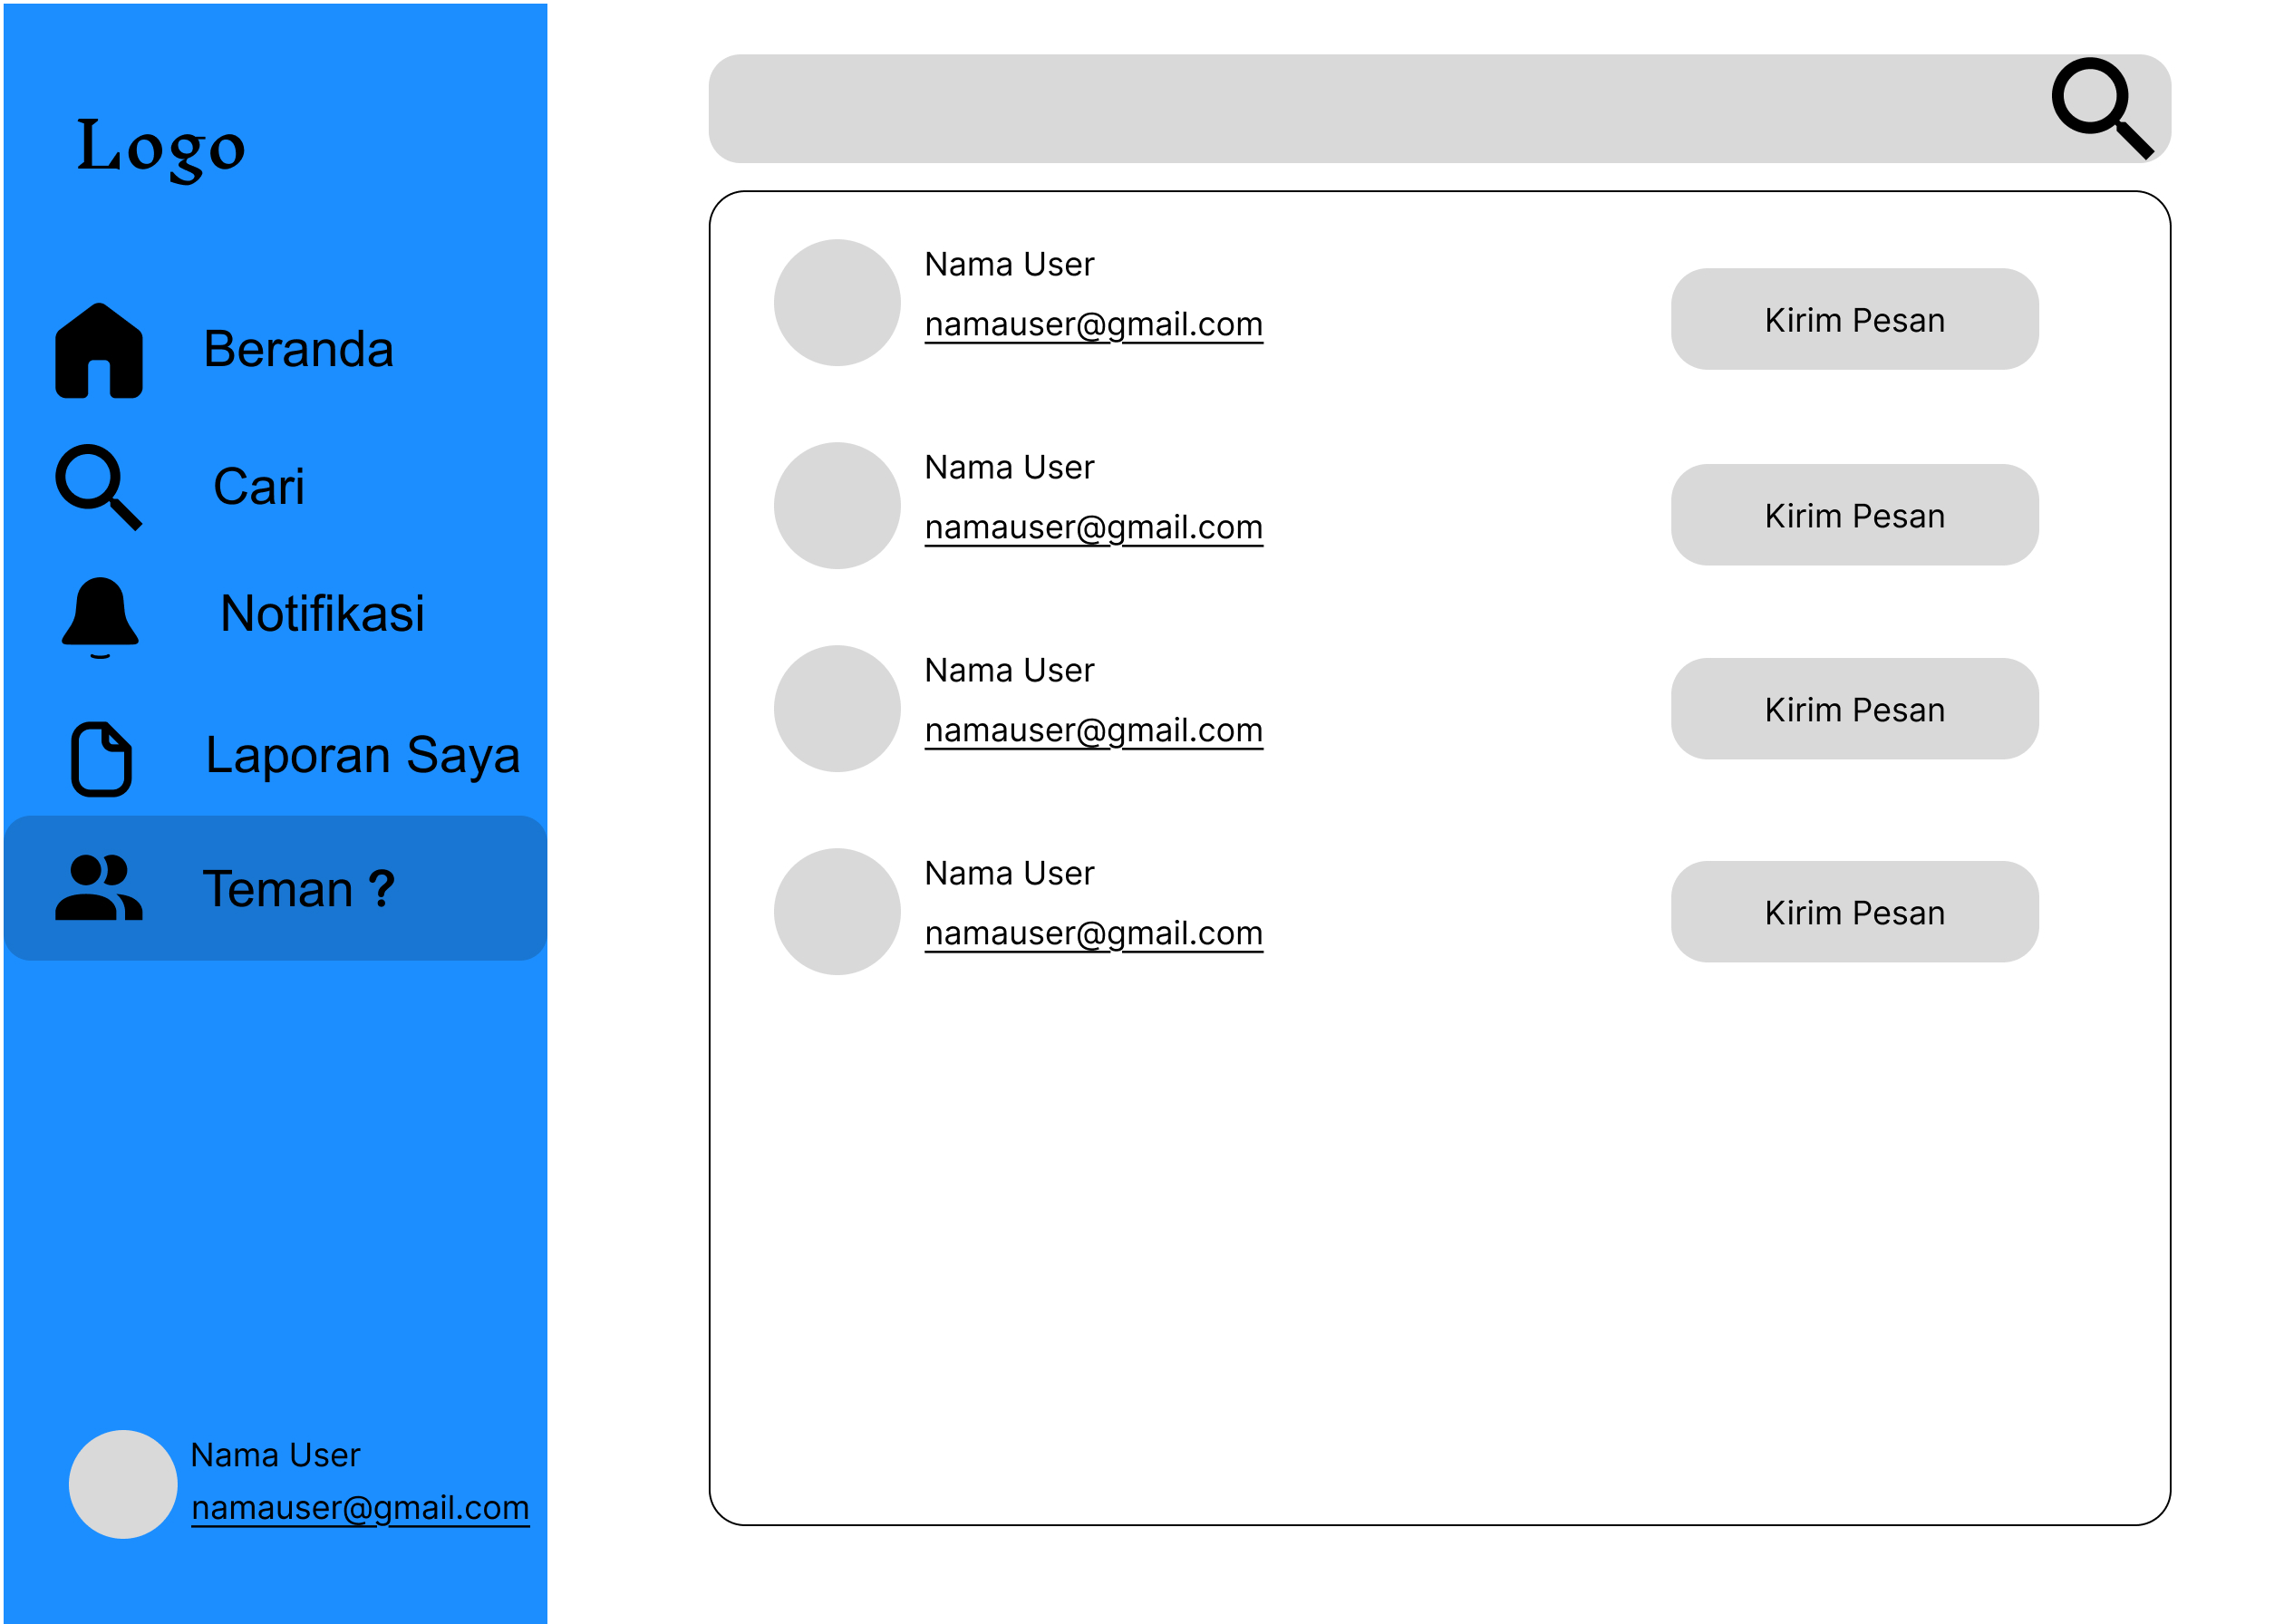 Logo
Beranda
Cari
Notifikasi
Laporan Saya
Teman ?
Nama User
namauser@gmail.com
Nama User
namauser@gmail.com
Kirim Pesan
Nama User
namauser@gmail.com
Kirim Pesan
Nama User
namauser@gmail.com
Kirim Pesan
Nama User
namauser@gmail.com
Kirim Pesan